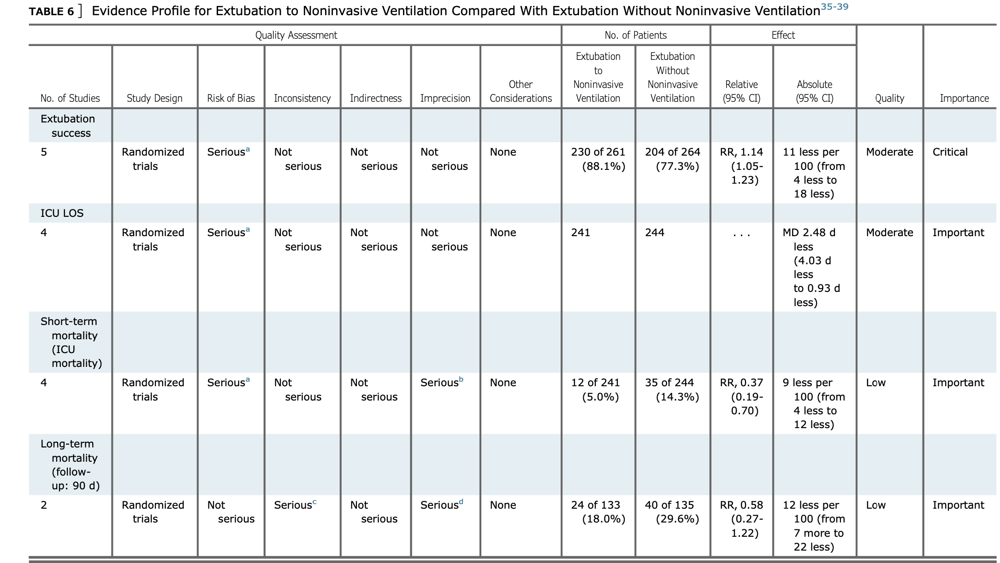 TABLE 6 ] Evidence Profile for Extubation to Noninvasive Ventilation Compared With Extubation Without Noninvasive Ventilation35-39
Quality Assessment
No. of Patients
Effect
No. of Studies
Study Design
Risk of Bias
Inconsistency
Indirectness
Imprecision
Other
Considerations
Extubation
to
Noninvasive
Ventilation
Extubation
Without
Noninvasive
Ventilation
Relative
(95% CI)
Absolute
(95% CI)
Quality
Importance
Extubation
success
5
Randomized
trials
Seriousa
Not
serious
Not
serious
Not
serious
None
230 of 261
(88.1%)
204 of 264
(77.3%)
RR, 1.14
(1.05-
1.23)
11 less per
100 (from
4 less to
18 less)
Moderate
Critical
ICU LOS
4
Randomized
trials
Seriousa
Not
serious
Not
serious
Not
serious
None
241
244
. . .
MD 2.48 d
less
(4.03 d
less
to 0.93 d
less)
Moderate
Important
Short-term
mortality
(ICU
mortality)
4
Randomized
trials
Seriousa
Not
serious
Not
serious
Seriousb
None
12 of 241
(5.0%)
35 of 244
(14.3%)
RR, 0.37
(0.19-
0.70)
9 less per
100 (from
4 less to
12 less)
Low
Important
Long-term
mortality
(follow-
up: 90 d)
2
Randomized
trials
Not
serious
Seriousc
Not
serious
Seriousd
None
24 of 133
(18.0%)
40 of 135
(29.6%)
RR, 0.58
(0.27-
1.22)
12 less per
100 (from
7 more to
22 less)
Low
Important